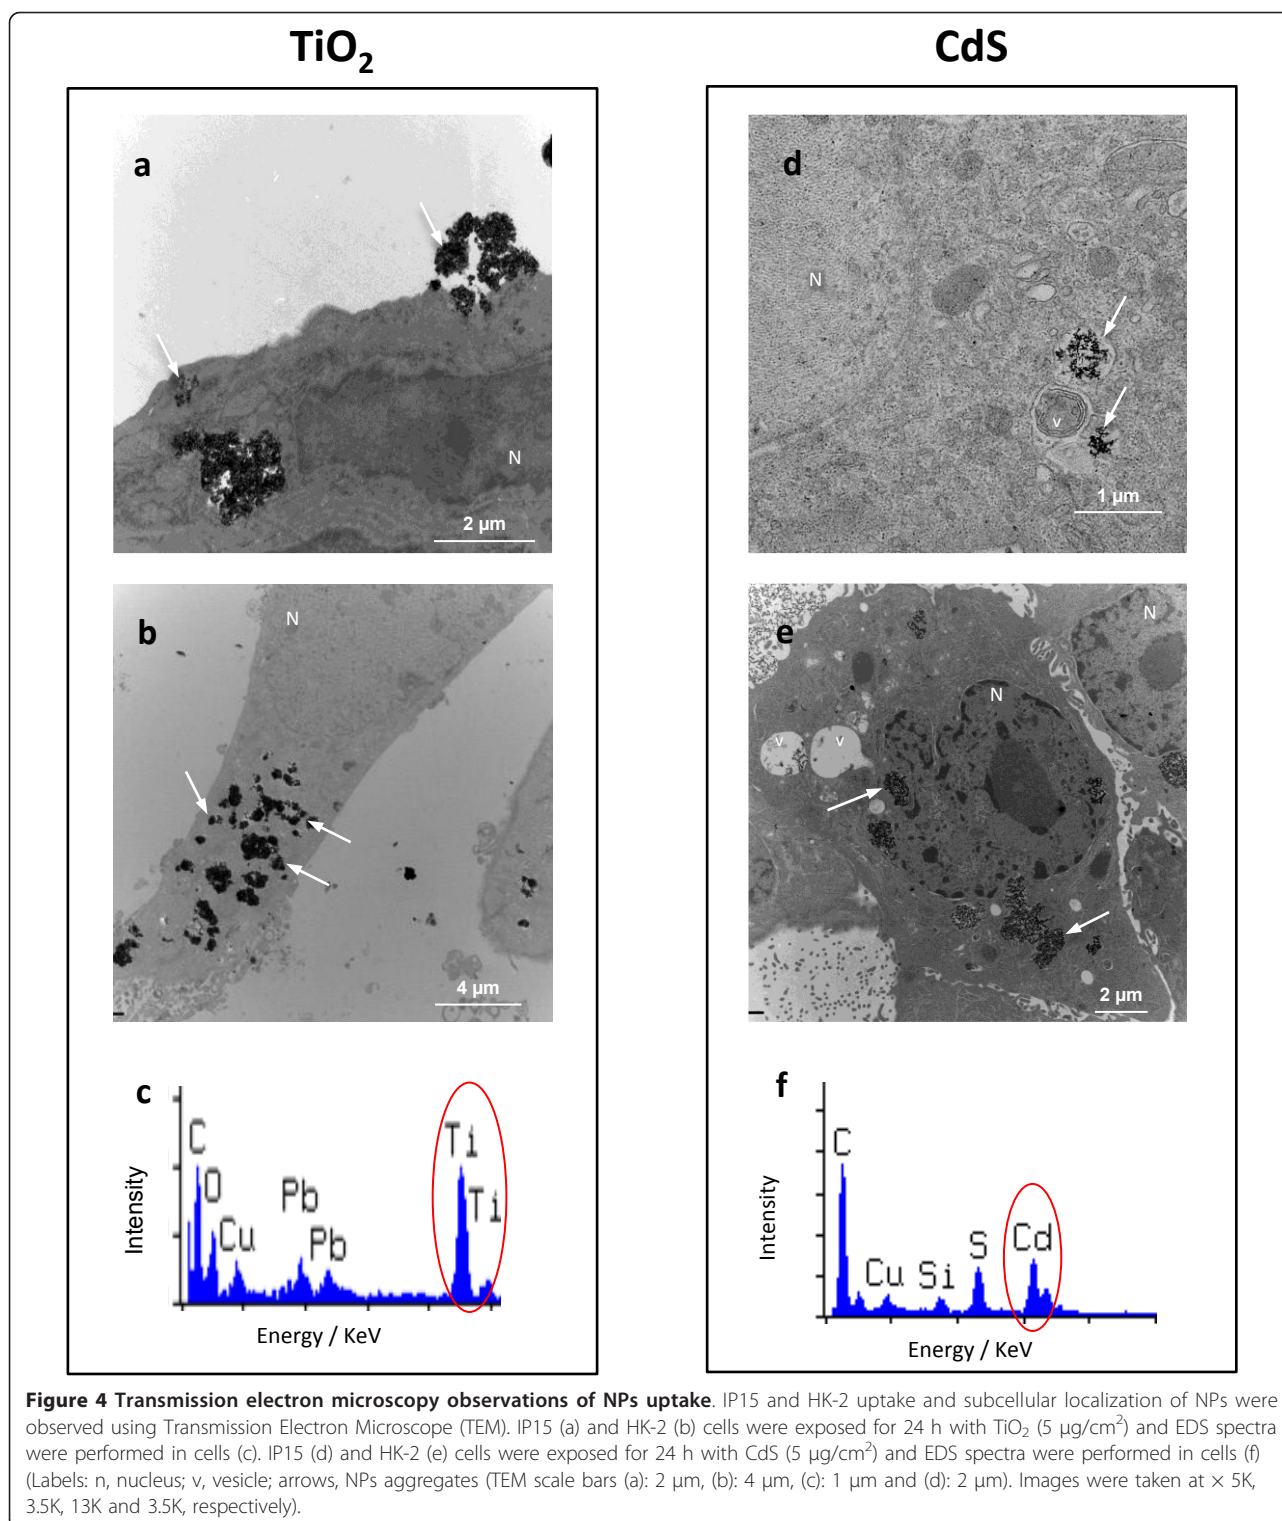 TiO₂
CdS
a
N
2 µm
b
N
4 µm
c
C
O
Cu
Pb
Pb
Ti
Ti
Intensity
Energy / KeV
d
N
v
1 µm
e
N
N
v
v
2 µm
f
C
Cu
Si
S
Cd
Intensity
Energy / KeV
Figure 4 Transmission electron microscopy observations of NPs uptake. IP15 and HK-2 uptake and subcellular localization of NPs were
observed using Transmission Electron Microscope (TEM). IP15 (a) and HK-2 (b) cells were exposed for 24 h with TiO₂ (5 µg/cm²) and EDS spectra
were performed in cells (c). IP15 (d) and HK-2 (e) cells were exposed for 24 h with CdS (5 µg/cm²) and EDS spectra were performed in cells (f)
(Labels: n, nucleus; v, vesicle; arrows, NPs aggregates (TEM scale bars (a): 2 µm, (b): 4 µm, (c): 1 µm and (d): 2 µm). Images were taken at × 5K,
3.5K, 13K and 3.5K, respectively).